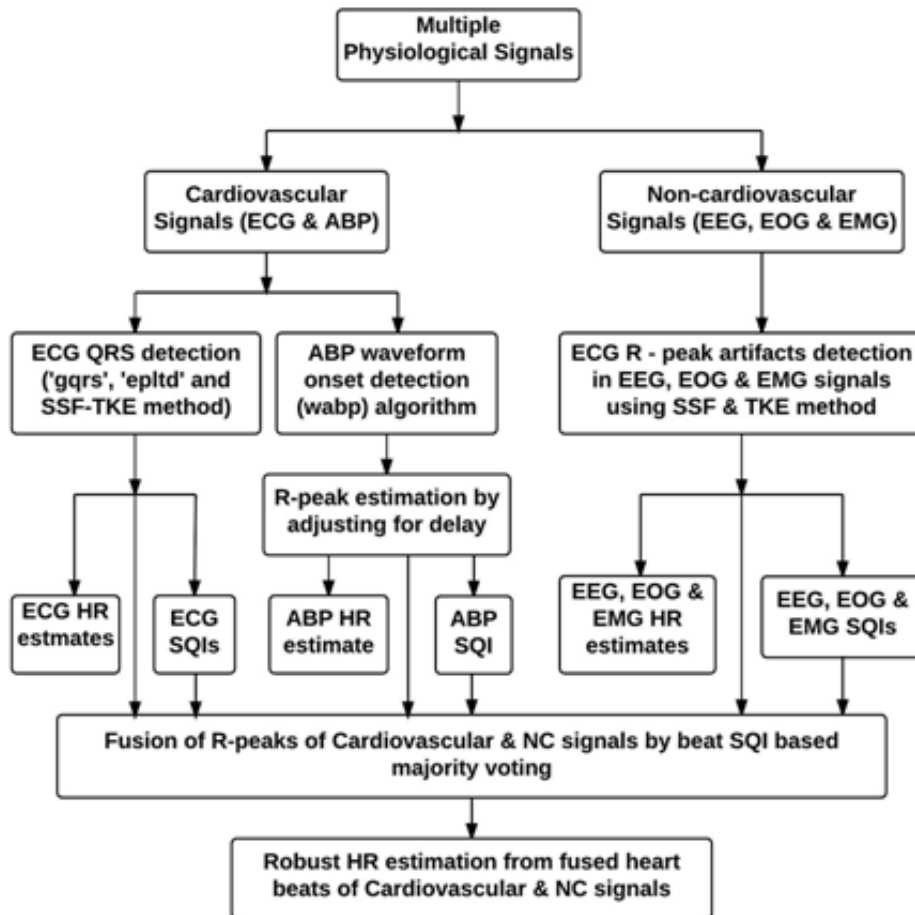 Multiple
Physiological Signals
Cardiovascular
Signals (ECG & ABP)
Non-cardiovascular
Signals (EEG, EOG & EMG)
ECG QRS detection
('gqrs', 'epltd' and
SSF-TKE method)
ABP waveform
onset detection
(wabp) algorithm
ECG R - peak artifacts detection
in EEG, EOG & EMG signals
using SSF & TKE method
R-peak estimation by
adjusting for delay
ECG HR
estmates
ECG
SQIs
ABP HR
estimate
ABP
SQI
EEG, EOG &
EMG HR
estimates
EEG, EOG &
EMG SQIs
Fusion of R-peaks of Cardiovascular & NC signals by beat SQI based
majority voting
Robust HR estimation from fused heart
beats of Cardiovascular & NC signals